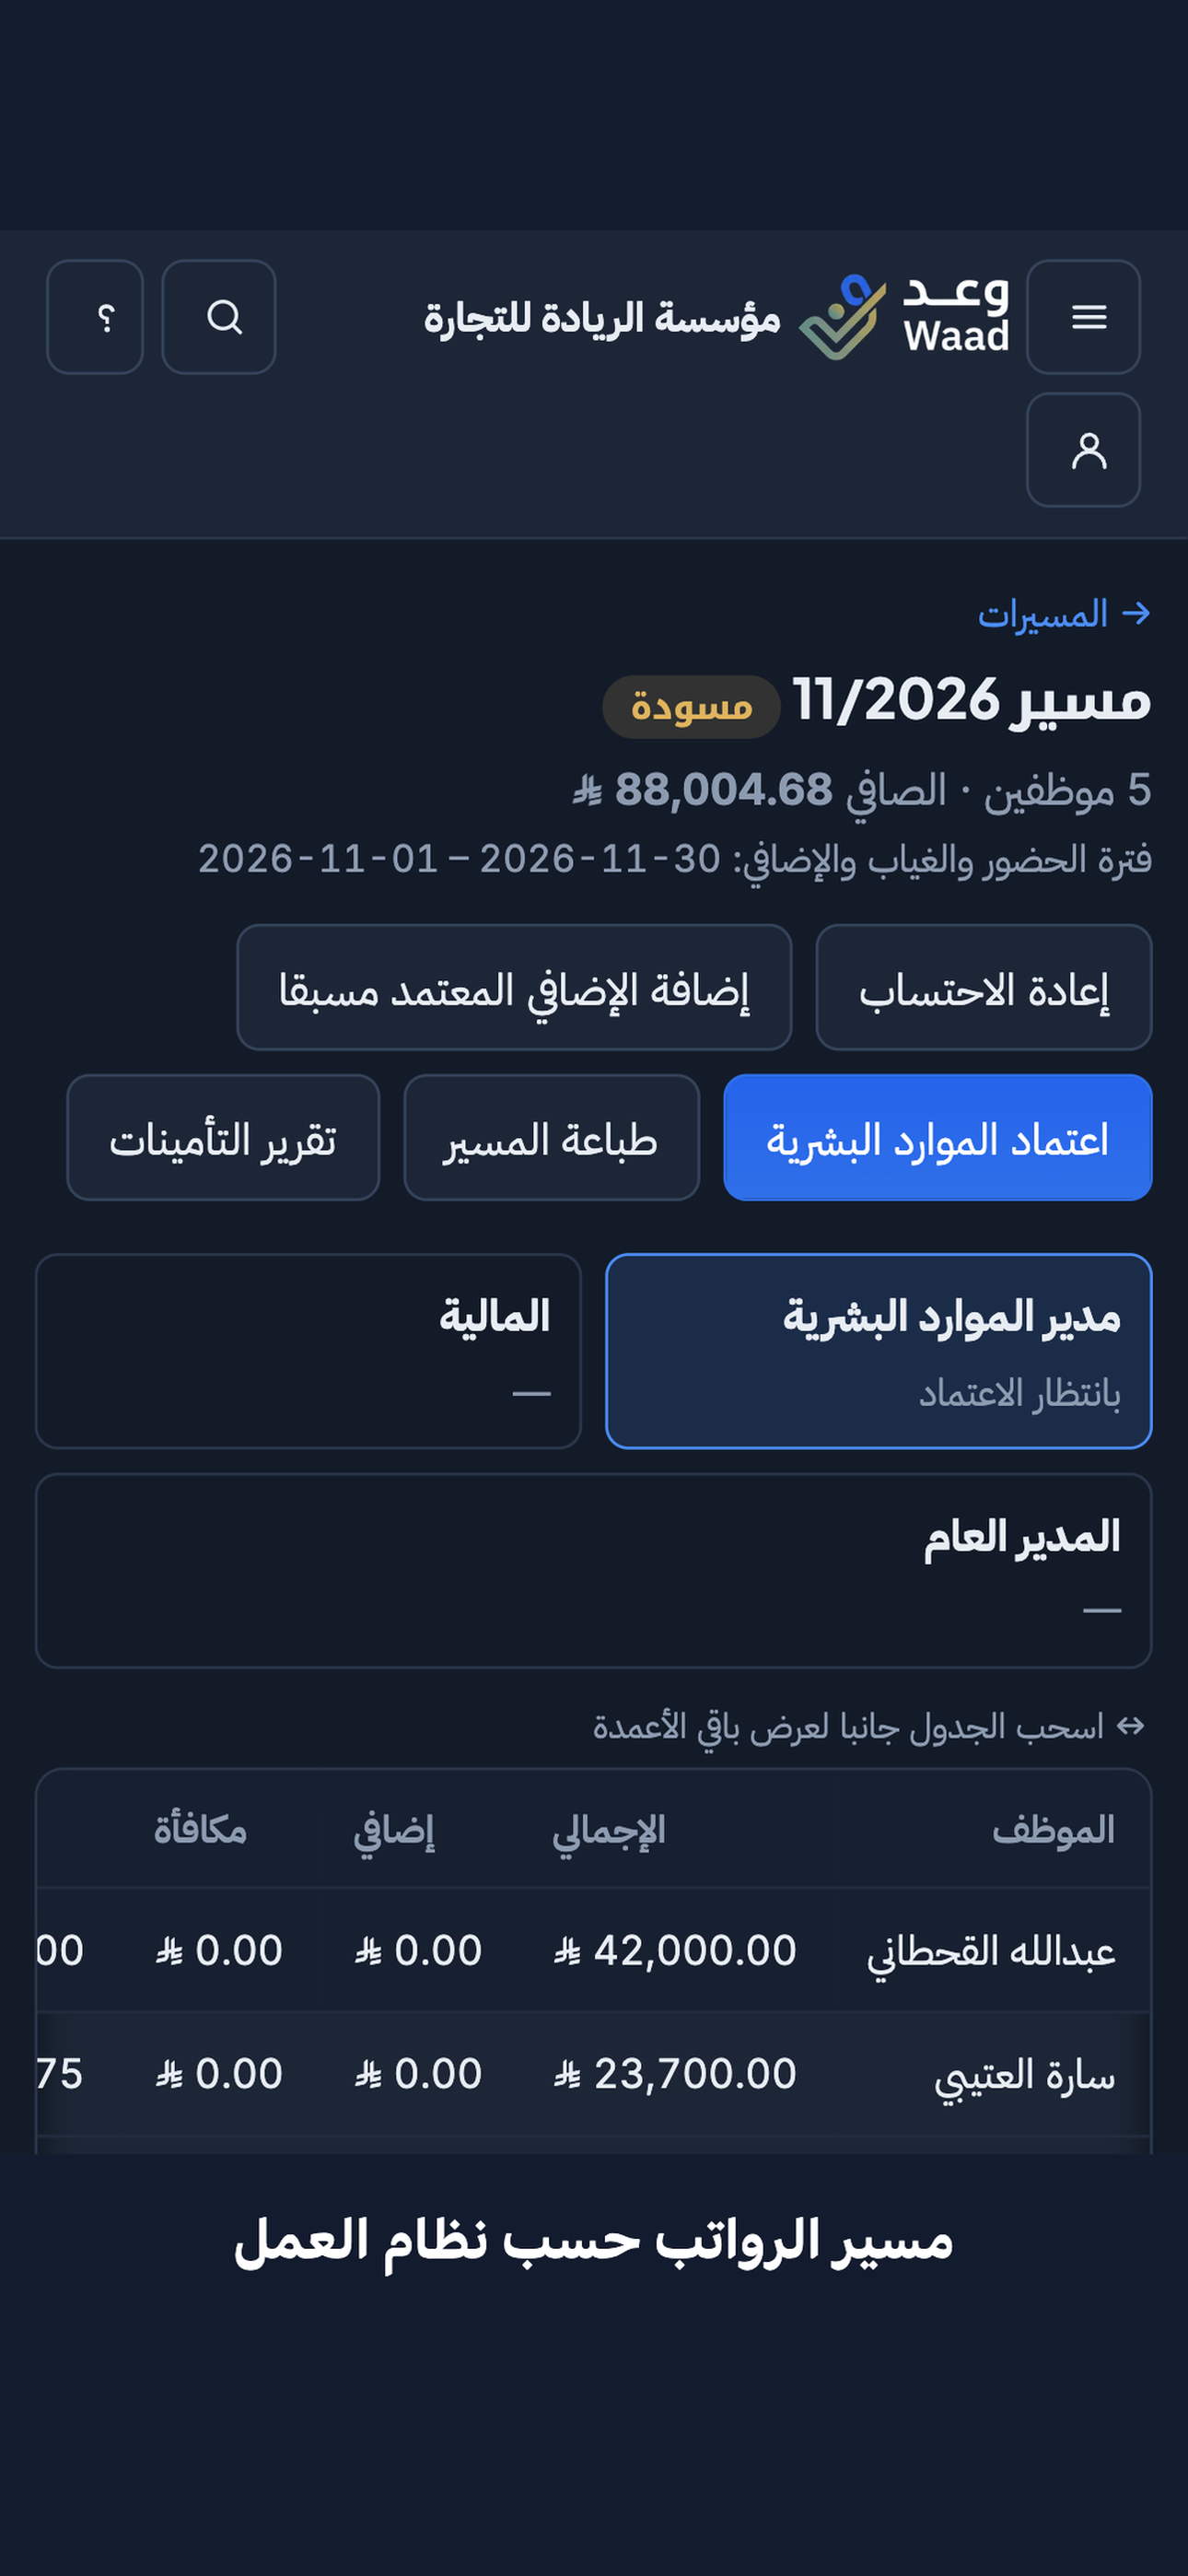 وعد
Waad
مؤسسة الريادة للتجارة
؟
→ المسيرات
مسير 11/2026 مسودة
5 موظفين · الصافي 88,004.68 ⃁
فترة الحضور والغياب والإضافي: 2026-11-30 – 2026-11-01
إعادة الاحتساب إضافة الإضافي المعتمد مسبقا
اعتماد الموارد البشرية طباعة المسير تقرير التأمينات
مدير الموارد البشرية المالية
بانتظار الاعتماد —
المدير العام
—
↔ اسحب الجدول جانبا لعرض باقي الأعمدة
الموظف الإجمالي إضافي مكافأة
عبدالله القحطاني 42,000.00 ⃁ 0.00 ⃁ 0.00 ⃁ 00
سارة العتيبي 23,700.00 ⃁ 0.00 ⃁ 0.00 ⃁ 75
مسير الرواتب حسب نظام العمل